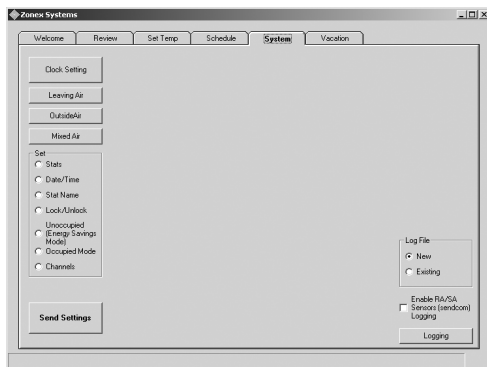 Zonex Systems
Welcome
Review
Set Temp
Schedule
System
Vacation
Clock Setting
Leaving Air
OutsideAir
Mixed Air
Set
Stats
Date/Time
Stat Name
Lock/Unlock
Unoccupied
(Energy Savings
Mode)
Occupied Mode
Channels
Send Settings
Log File
New
Existing
Enable RA/SA
Sensors (sendcom)
Logging
Logging